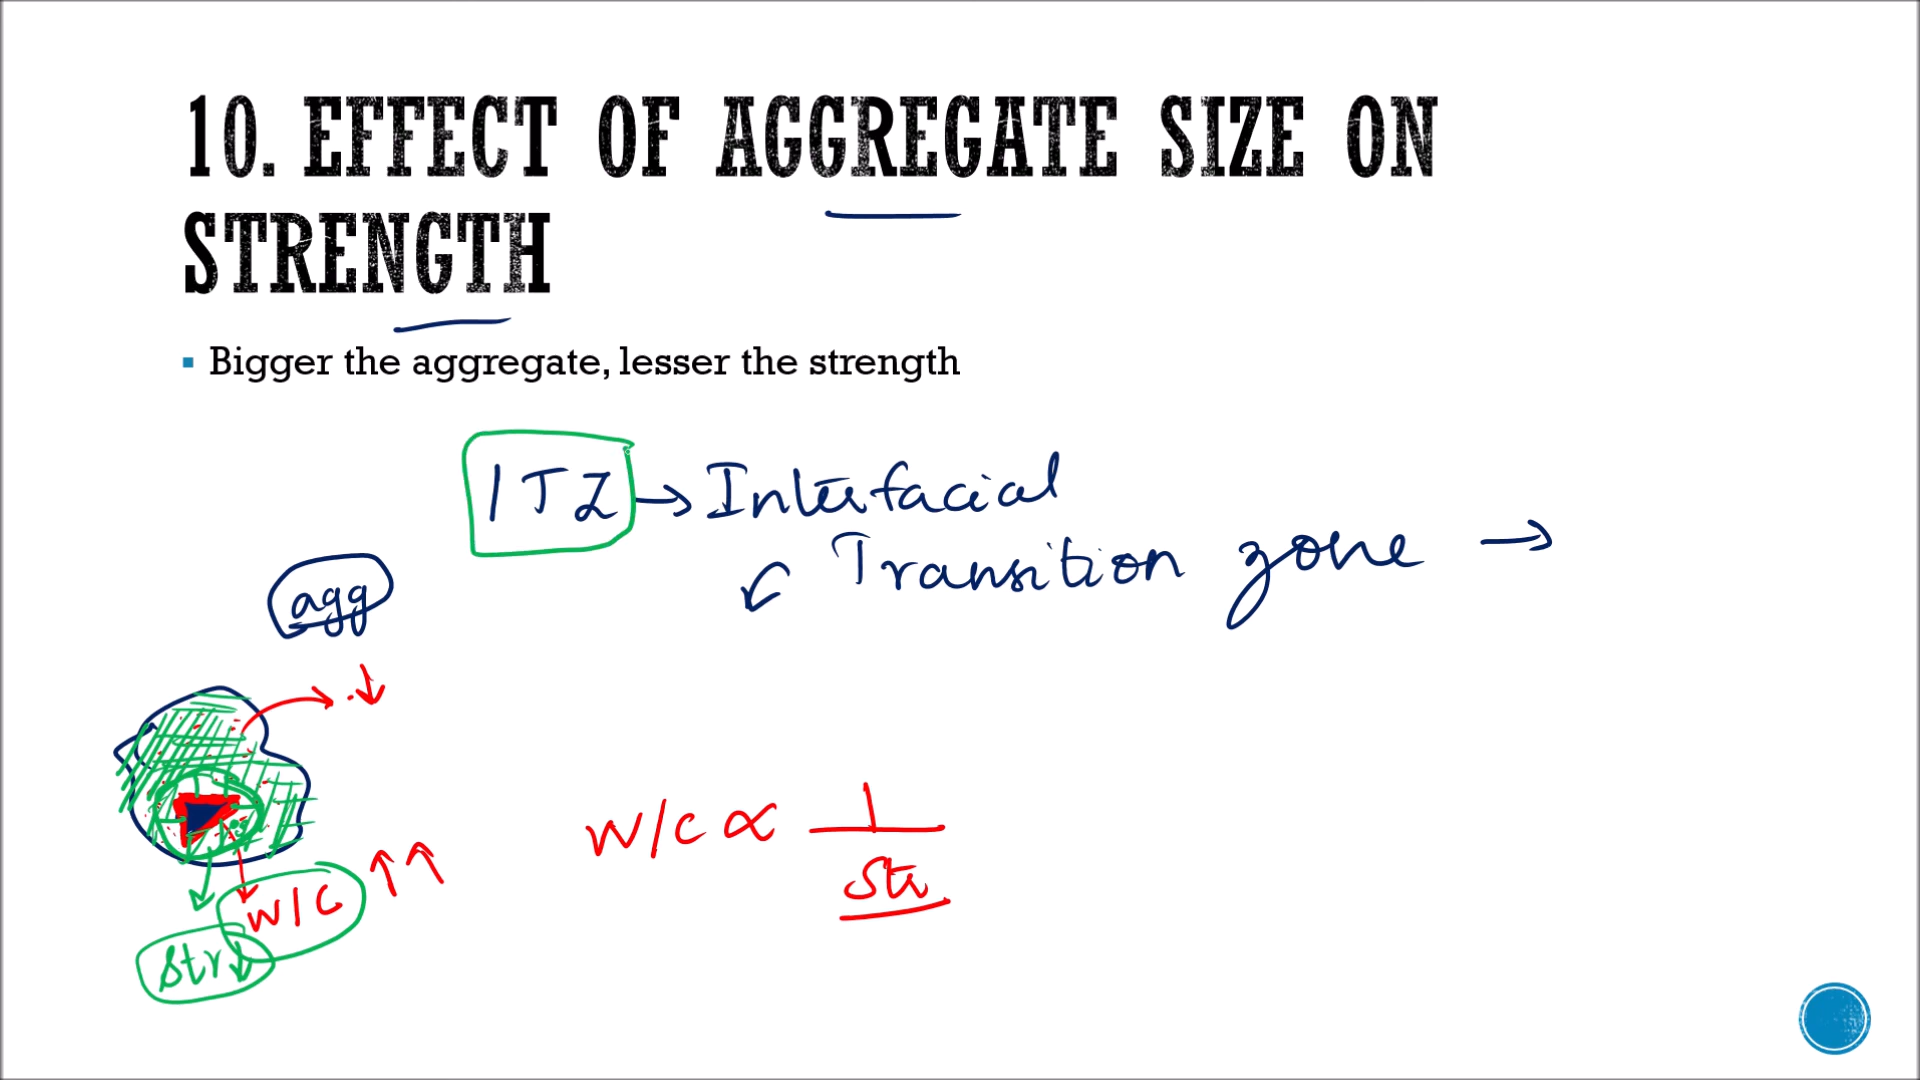 10. EFFECT OF AGGREGATE SIZE ON
STRENGTH
▪ Bigger the aggregate, lesser the strength
ITZ → Interfacial
Transition zone →
agg
↓
W/C ∝ 1/Str
W/C ↑↑
Str↓